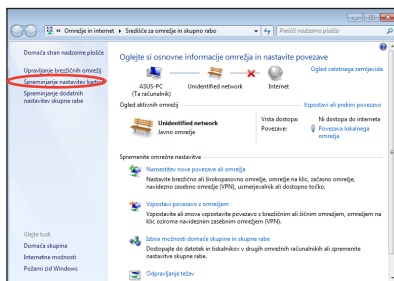 Omrežje in internet
Središče za omrežje in skupno rabo
Prešči nadzorno ploščo
Domača stran nadzorne plošče
Upravljanje brezžičnih omrežij
Spreminjanje nastavitev kartice
Spreminjanje dodatnih
nastavitev skupne rabe
Oglejte si osnovne informacije omrežja in nastavite povezave
Ogled celotnega zemljevida
ASUS-PC
(Ta računalnik)
Unidentified network
Internet
Ogled aktivnih omrežij
Vzpostavi ali prekini povezavo
Unidentified network
Javno omrežje
Vrsta dostopa:
Ni dostopa do interneta
Povezave:
Povezava lokalnega
omrežja
Spremenite omrežne nastavitve
Namestitev nove povezave ali omrežja
Nastavite brezžično ali širokopasovno omrežje, omrežje na klic, začasno omrežje,
navidezno zasebno omrežje (VPN), usmerjevalnik ali dostopno točko.
Vzpostavi povezavo z omrežjem
Vzpostavite ali znova vzpostavite povezavo z brezžičnim ali žičnim omrežjem, omrežjem na
klic oziroma navideznim zasebnim omrežjem (VPN).
Izbira možnosti domače skupine in skupne rabe
Dostopajte do datotek in tiskalnikov v drugih omrežnih računalnikih ali spremenite
nastavitve skupne rabe.
Odpravljanje težav
Glejte tudi
Domača skupina
Internetne možnosti
Požarni zid Windows